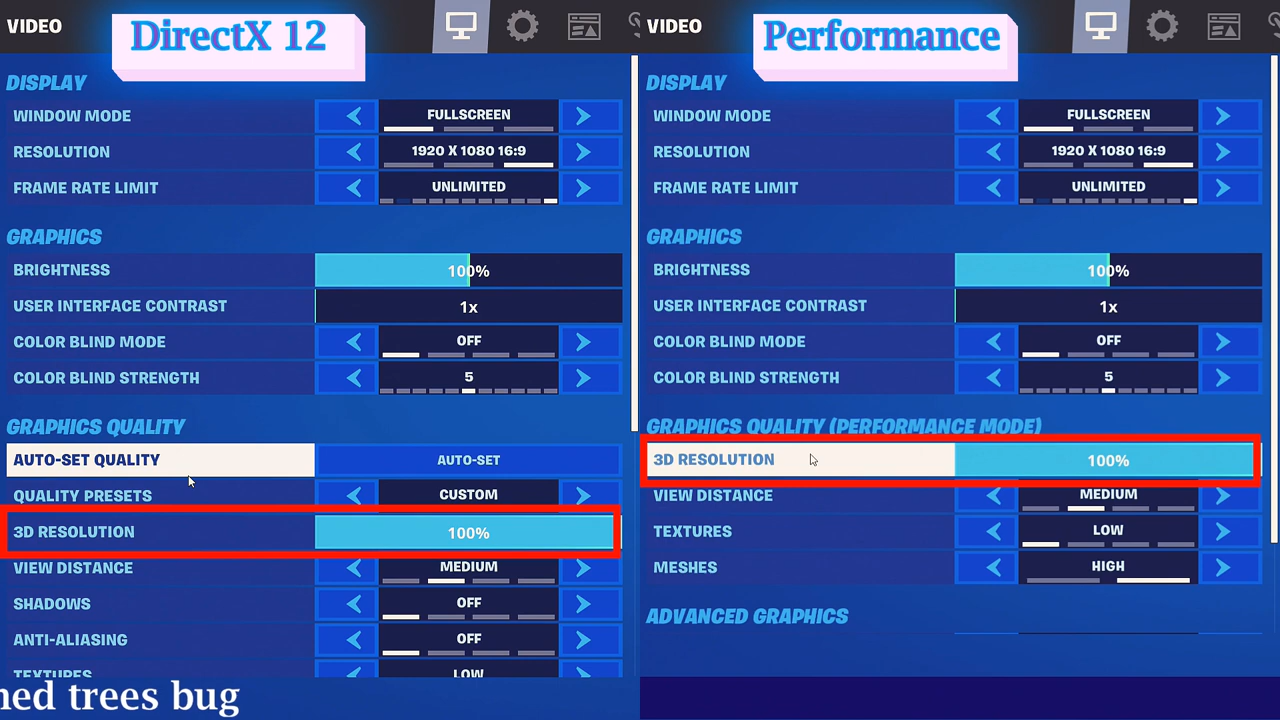 VIDEO
DirectX 12
DISPLAY
WINDOW MODE
FULLSCREEN
RESOLUTION
1920 X 1080 16:9
FRAME RATE LIMIT
UNLIMITED
GRAPHICS
BRIGHTNESS
100%
USER INTERFACE CONTRAST
1x
COLOR BLIND MODE
OFF
COLOR BLIND STRENGTH
5
GRAPHICS QUALITY
AUTO-SET QUALITY
AUTO-SET
QUALITY PRESETS
CUSTOM
3D RESOLUTION
100%
VIEW DISTANCE
MEDIUM
SHADOWS
OFF
ANTI-ALIASING
OFF
TEXTURES
LOW
ned trees bug
VIDEO
Performance
DISPLAY
WINDOW MODE
FULLSCREEN
RESOLUTION
1920 X 1080 16:9
FRAME RATE LIMIT
UNLIMITED
GRAPHICS
BRIGHTNESS
100%
USER INTERFACE CONTRAST
1x
COLOR BLIND MODE
OFF
COLOR BLIND STRENGTH
5
GRAPHICS QUALITY (PERFORMANCE MODE)
3D RESOLUTION
100%
VIEW DISTANCE
MEDIUM
TEXTURES
LOW
MESHES
HIGH
ADVANCED GRAPHICS